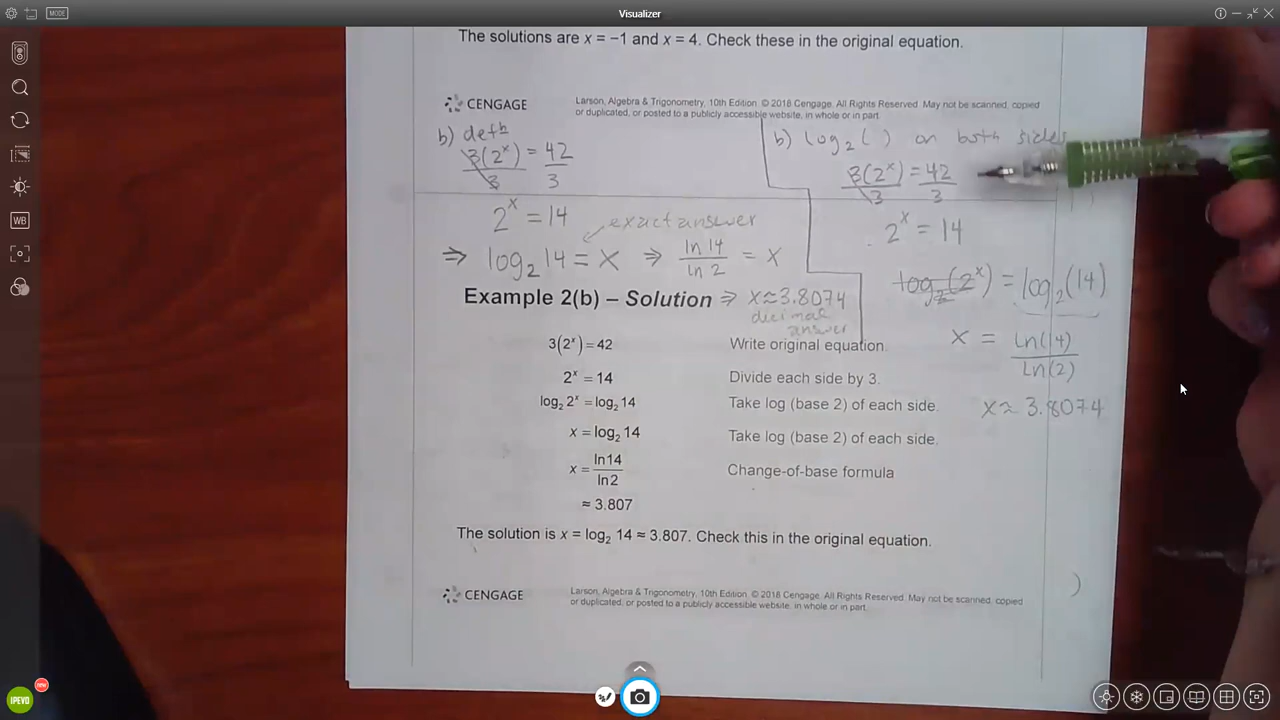 MODE
Visualizer
The solutions are x = −1 and x = 4. Check these in the original equation.
CENGAGE
Larson, Algebra & Trigonometry, 10th Edition. © 2018 Cengage. All Rights Reserved. May not be scanned, copied
or duplicated, or posted to a publicly accessible website, in whole or in part.
b) defn
3(2^x) = 42
3 3
2^x = 14
exact answer
⇒ log₂14 = x ⇒ ln 14 / ln 2 = x
b) log₂( ) on both sides
3(2^x) = 42
3 3
2^x = 14
log₂(2^x) = log₂(14)
x = ln(14) / ln(2)
x ≈ 3.8074
Example 2(b) – Solution ⇒ x ≈ 3.8074
decimal
answer
3(2^x) = 42 Write original equation.
2^x = 14 Divide each side by 3.
log₂ 2^x = log₂ 14 Take log (base 2) of each side.
x = log₂ 14 Take log (base 2) of each side.
x = ln14 / ln2 Change-of-base formula
≈ 3.807
The solution is x = log₂ 14 ≈ 3.807. Check this in the original equation.
CENGAGE
Larson, Algebra & Trigonometry, 10th Edition. © 2018 Cengage. All Rights Reserved. May not be scanned, copied
or duplicated, or posted to a publicly accessible website, in whole or in part.
WB
IPEVO
new